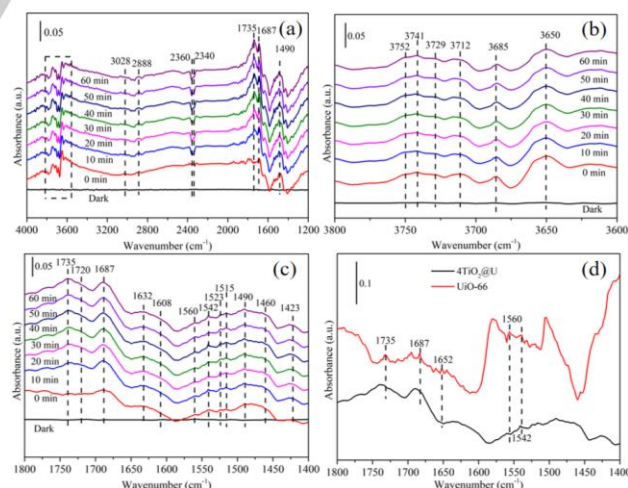 0.05
1735
1687
(a)
3028
2888
2360
2340
1490
60 min
50 min
40 min
30 min
20 min
10 min
0 min
Dark
Absorbance (a.u.)
4000 3600 3200 2800 2400 2000 1600 1200
Wavenumber (cm-1)
0.05
3752
3741
3729
3712
3685
3650
(b)
60 min
50 min
40 min
30 min
20 min
10 min
0 min
Dark
Absorbance (a.u.)
3800 3750 3700 3650 3600
Wavenumber (cm-1)
0.05
1735
1720
1687
(c)
1632
1608
1560
1542
1523
1515
1490
1460
1423
60 min
50 min
40 min
30 min
20 min
10 min
0 min
Dark
Absorbance (a.u.)
1800 1750 1700 1650 1600 1550 1500 1450 1400
Wavenumber (cm-1)
0.1
4TiO2@U
UiO-66
(d)
1735
1687
1652
1560
1542
Absorbance (a.u.)
1800 1750 1700 1650 1600 1550 1500 1450 1400
Wavenumber (cm-1)